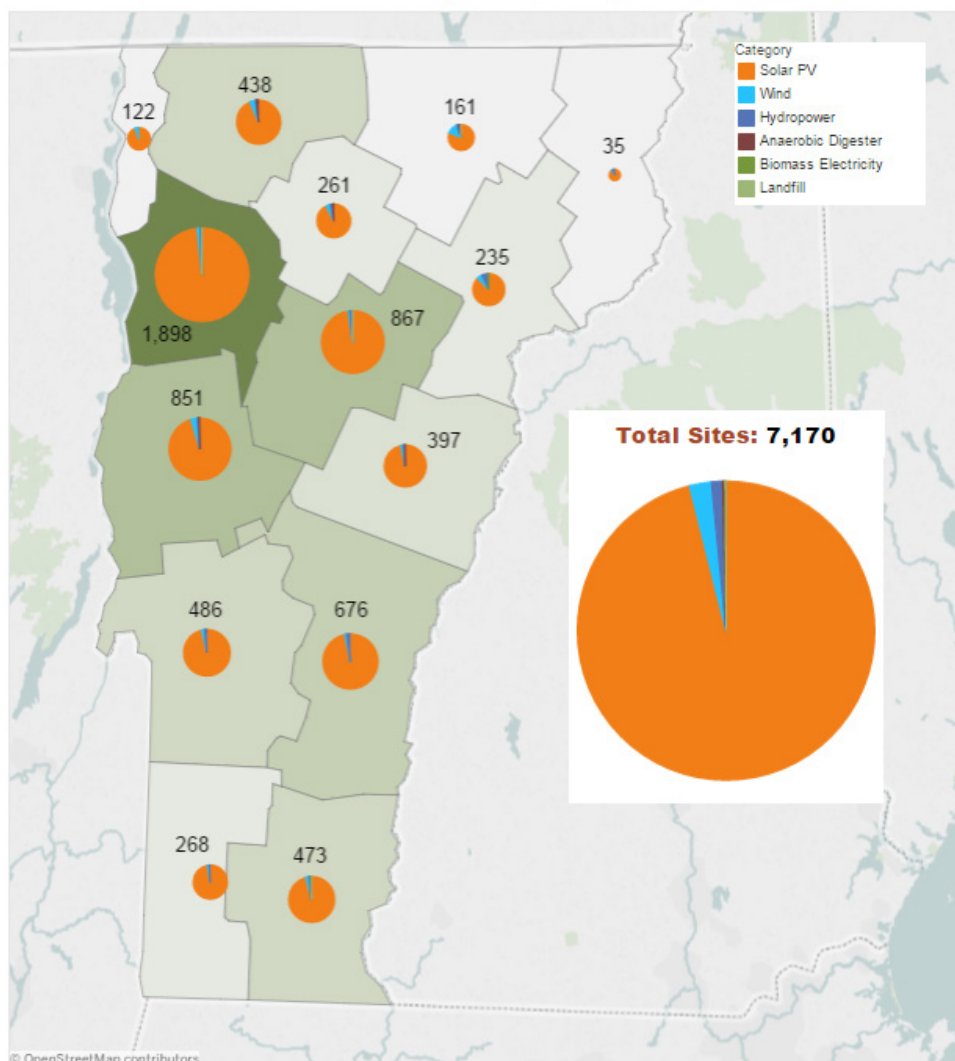 Category
Solar PV
Wind
Hydropower
Anaerobic Digester
Biomass Electricity
Landfill
438
122
161
35
261
235
1,898
867
851
397
Total Sites: 7,170
486
676
268
473
© OpenStreetMap contributors